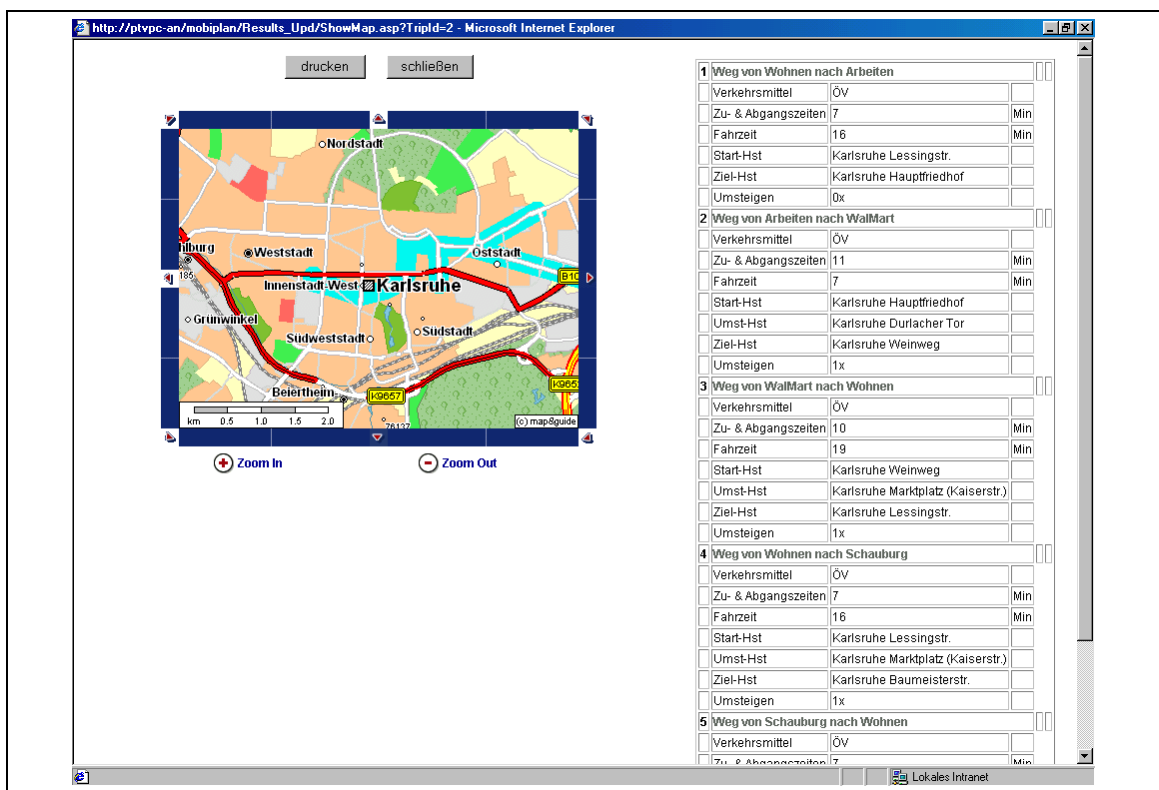 http://ptvpc-an/mobiplan/Results_Upd/ShowMap.asp?TripId=2 - Microsoft Internet Explorer
drucken schließen
Nordstadt
hlburg
Weststadt
Oststadt
185
B10
Innenstadt-West Karlsruhe
Grünwinkel
Südstadt
Südweststadt
Beiertheim
K9657
K965
km 0.5 1.0 1.5 2.0
76137
(c) map&guide
Zoom In Zoom Out
1 Weg von Wohnen nach Arbeiten
Verkehrsmittel ÖV
Zu- & Abgangszeiten 7 Min
Fahrzeit 16 Min
Start-Hst Karlsruhe Lessingstr.
Ziel-Hst Karlsruhe Hauptfriedhof
Umsteigen 0x
2 Weg von Arbeiten nach WalMart
Verkehrsmittel ÖV
Zu- & Abgangszeiten 11 Min
Fahrzeit 7 Min
Start-Hst Karlsruhe Hauptfriedhof
Umst-Hst Karlsruhe Durlacher Tor
Ziel-Hst Karlsruhe Weinweg
Umsteigen 1x
3 Weg von WalMart nach Wohnen
Verkehrsmittel ÖV
Zu- & Abgangszeiten 10 Min
Fahrzeit 19 Min
Start-Hst Karlsruhe Weinweg
Umst-Hst Karlsruhe Marktplatz (Kaiserstr.)
Ziel-Hst Karlsruhe Lessingstr.
Umsteigen 1x
4 Weg von Wohnen nach Schauburg
Verkehrsmittel ÖV
Zu- & Abgangszeiten 7 Min
Fahrzeit 16 Min
Start-Hst Karlsruhe Lessingstr.
Umst-Hst Karlsruhe Marktplatz (Kaiserstr.)
Ziel-Hst Karlsruhe Baumeisterstr.
Umsteigen 1x
5 Weg von Schauburg nach Wohnen
Verkehrsmittel ÖV
Zu- & Abgangszeiten 7 Min
Lokales Intranet